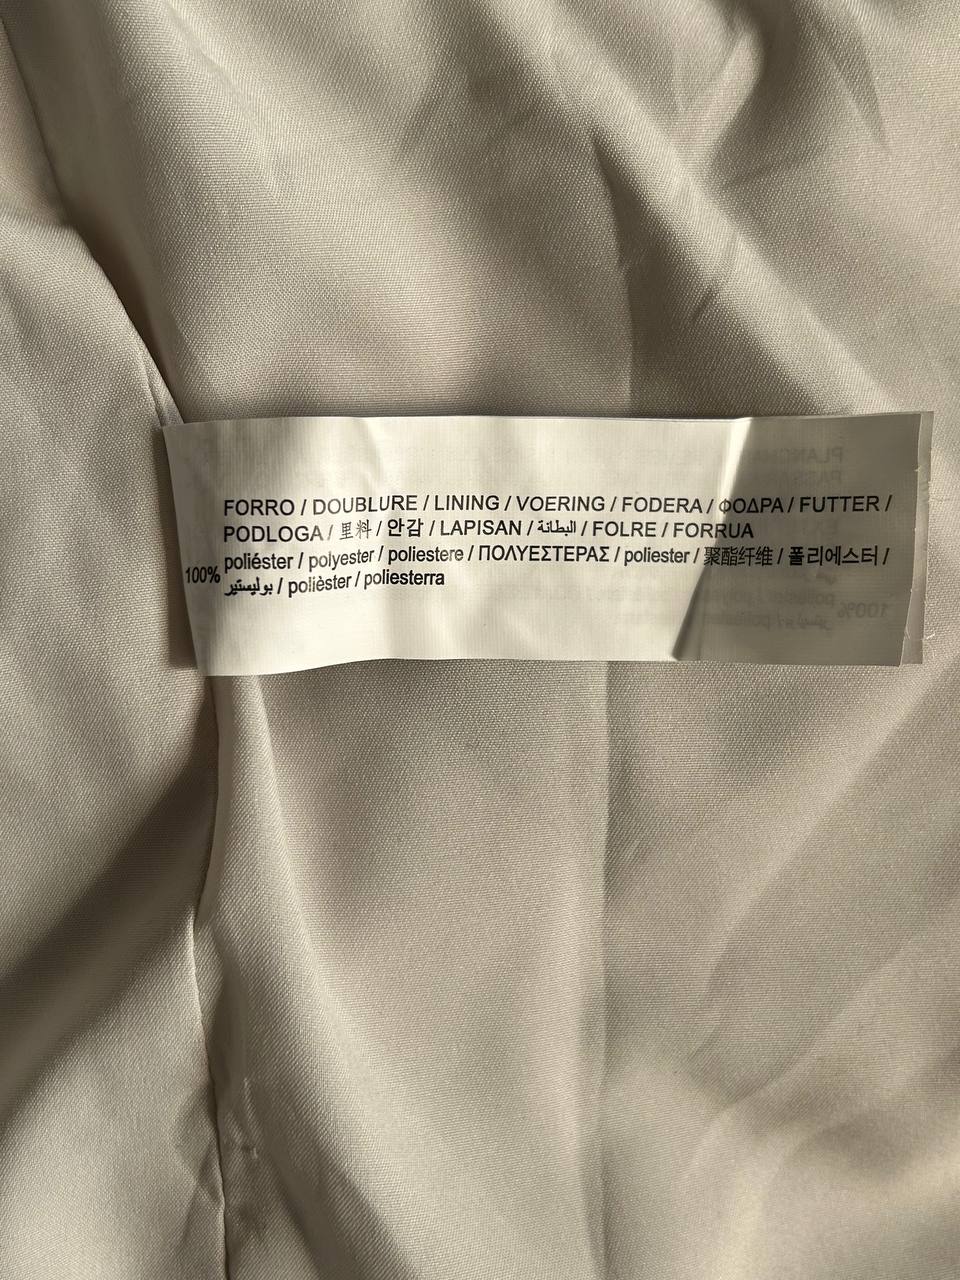 FORRO / DOUBLURE / LINING / VOERING / FODERA / ΦΟΔΡΑ / FUTTER /
PODLOGA / 里料 / 안감 / LAPISAN / البطانة / FOLRE / FORRUA
100% poliéster / polyester / poliestere / ΠΟΛΥΕΣΤΕΡΑΣ / poliester / 聚酯纤维 / 폴리에스터 /
بوليستير / polièster / poliesterra